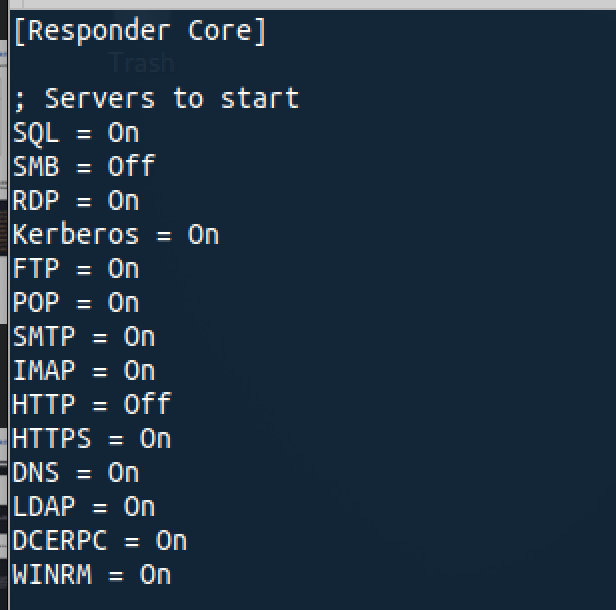 [Responder Core]
Trash
; Servers to start
SQL = On
SMB = Off
RDP = On
Kerberos = On
FTP = On
POP = On
SMTP = On
IMAP = On
HTTP = Off
HTTPS = On
DNS = On
LDAP = On
DCERPC = On
WINRM = On